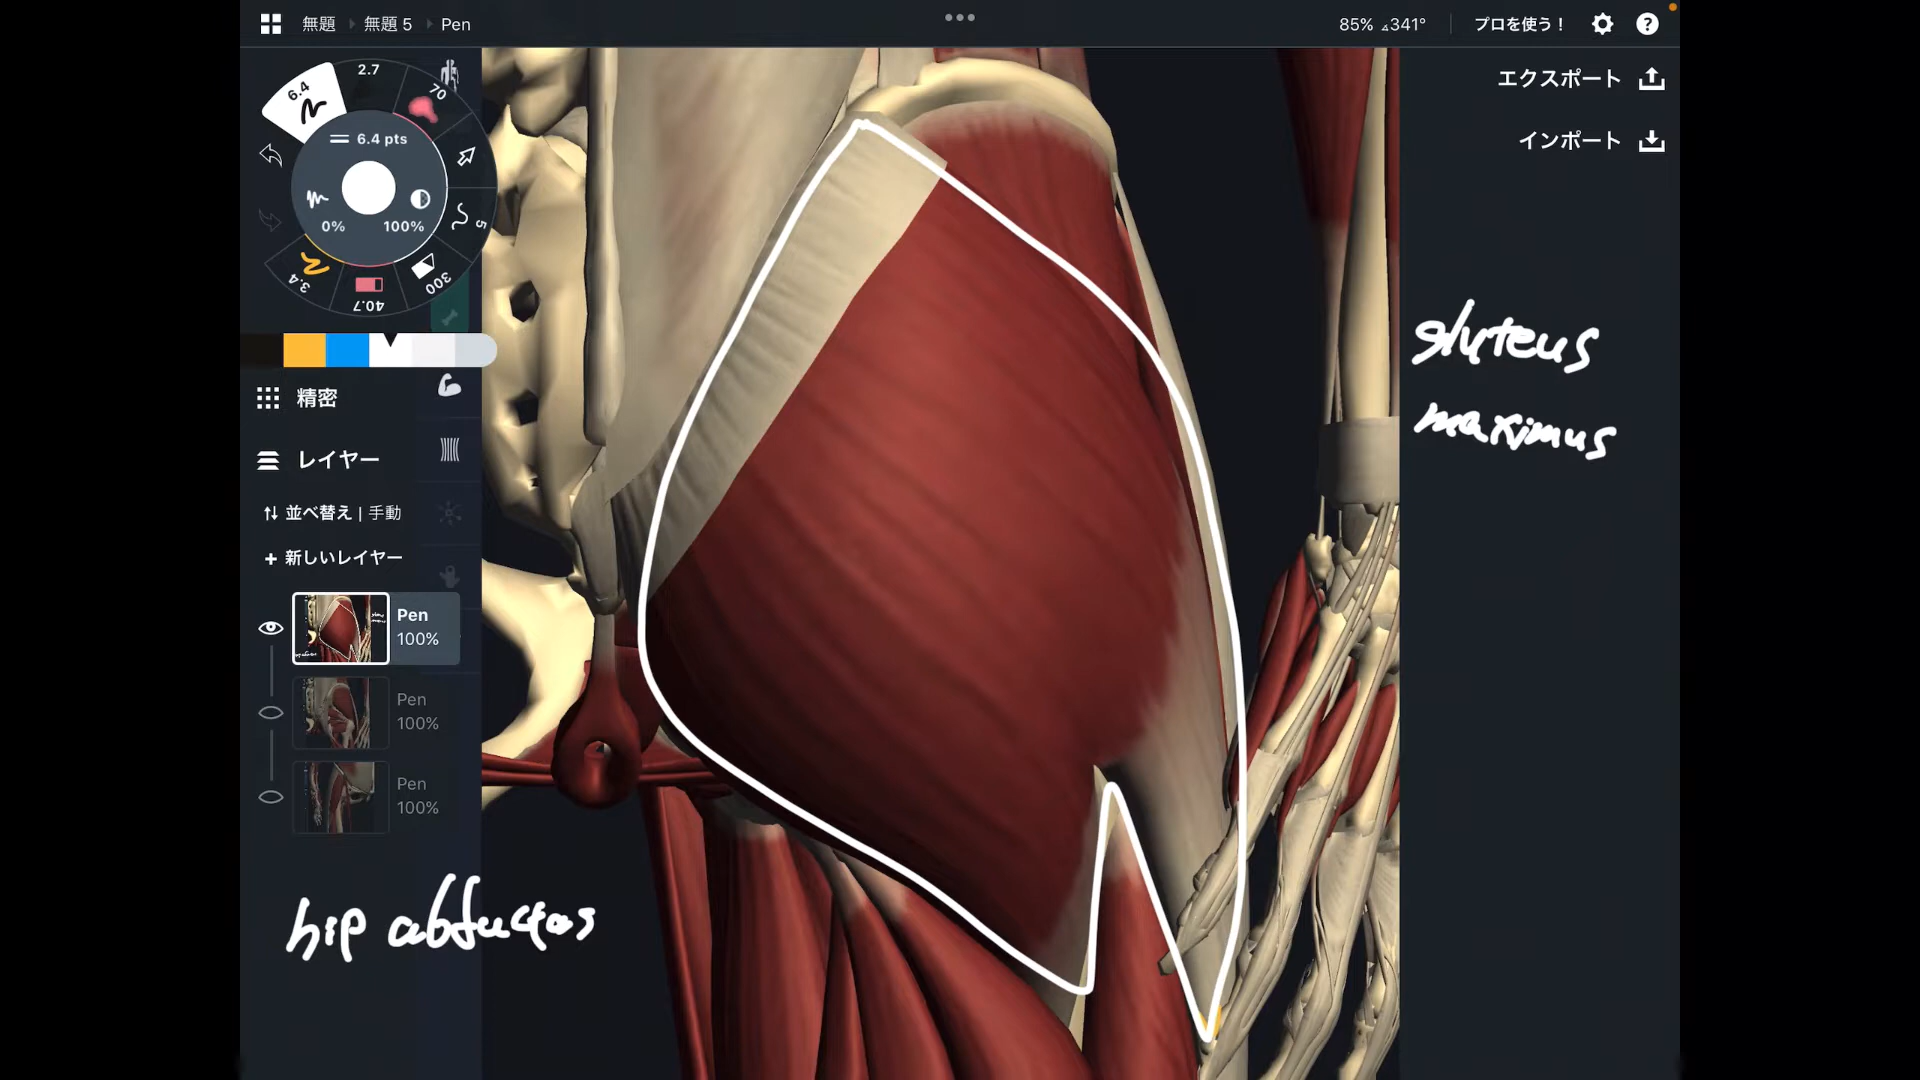 無題 無題 5 Pen
85% ⊿341° プロを使う！
エクスポート
インポート
6.4
2.7
70
6.4 pts
0% 100%
5
300
40.7
3.4
精密
レイヤー
並べ替え | 手動
+ 新しいレイヤー
Pen
100%
Pen
100%
Pen
100%
gluteus
maximus
hip